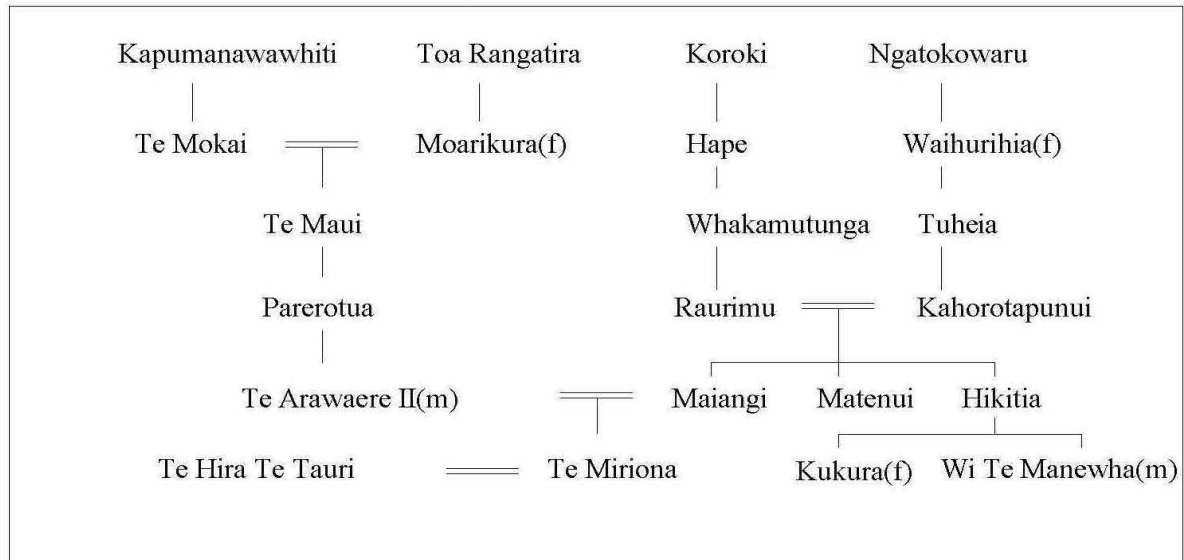 Kapumanawawhiti Toa Rangatira Koroki Ngatokowaru
Te Mokai Moarikura(f) Hape Waihurihia(f)
Te Maui Whakamutunga Tuheia
Parerotua Raurimu Kahorotapunui
Te Arawaere II(m) Maiangi Matenui Hikitia
Te Hira Te Tauri Te Miriona Kukura(f) Wi Te Manewha(m)